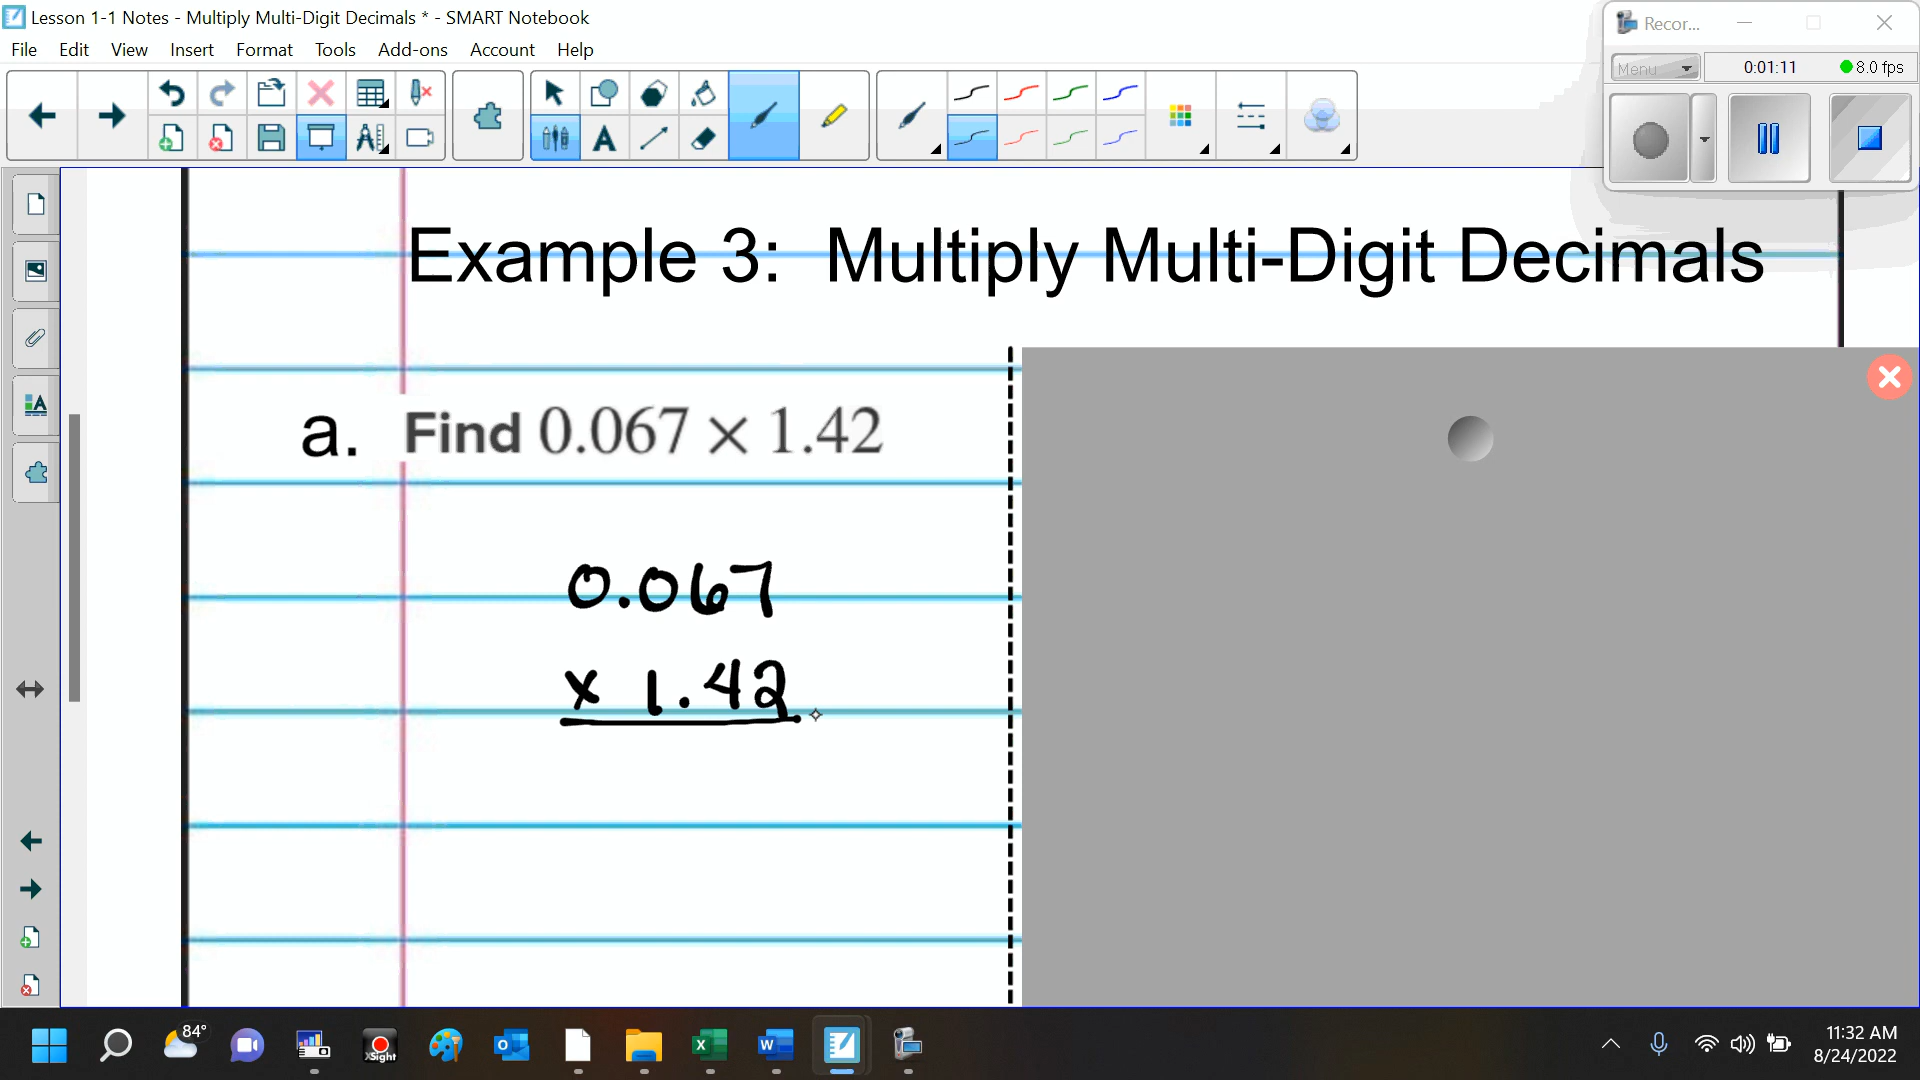 Lesson 1-1 Notes - Multiply Multi-Digit Decimals * - SMART Notebook
File Edit View Insert Format Tools Add-ons Account Help
Recor...
Menu 0:01:11 8.0 fps
Example 3: Multiply Multi-Digit Decimals
a. Find 0.067 × 1.42
0.067
x 1.42
84°
XSight
11:32 AM
8/24/2022